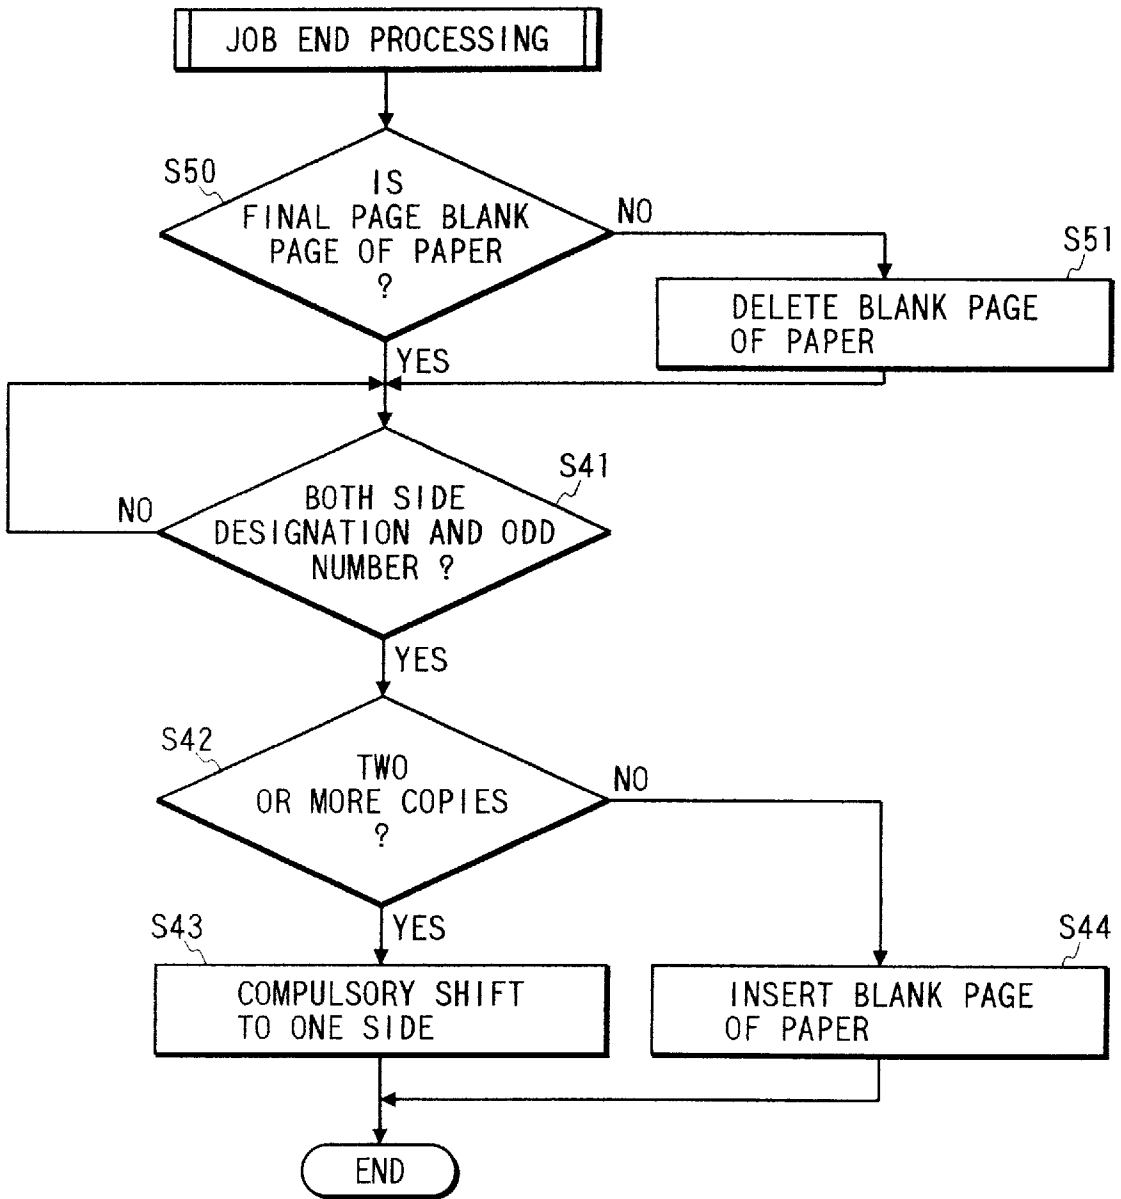 JOB END PROCESSING
S50
IS
FINAL PAGE BLANK
PAGE OF PAPER
?
NO
S51
DELETE BLANK PAGE
OF PAPER
YES
S41
BOTH SIDE
DESIGNATION AND ODD
NUMBER ?
NO
YES
S42
TWO
OR MORE COPIES
?
NO
YES
S43
COMPULSORY SHIFT
TO ONE SIDE
S44
INSERT BLANK PAGE
OF PAPER
END